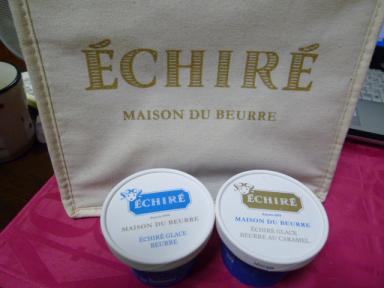 ÉCHIRÉ
MAISON DU BEURRE
ÉCHIRÉ
MAISON DU BEURRE
ÉCHIRÉ GLACE
BEURRE
ÉCHIRÉ
MAISON DU BEURRE
ÉCHIRÉ GLACE
BEURRE AU CARAMEL